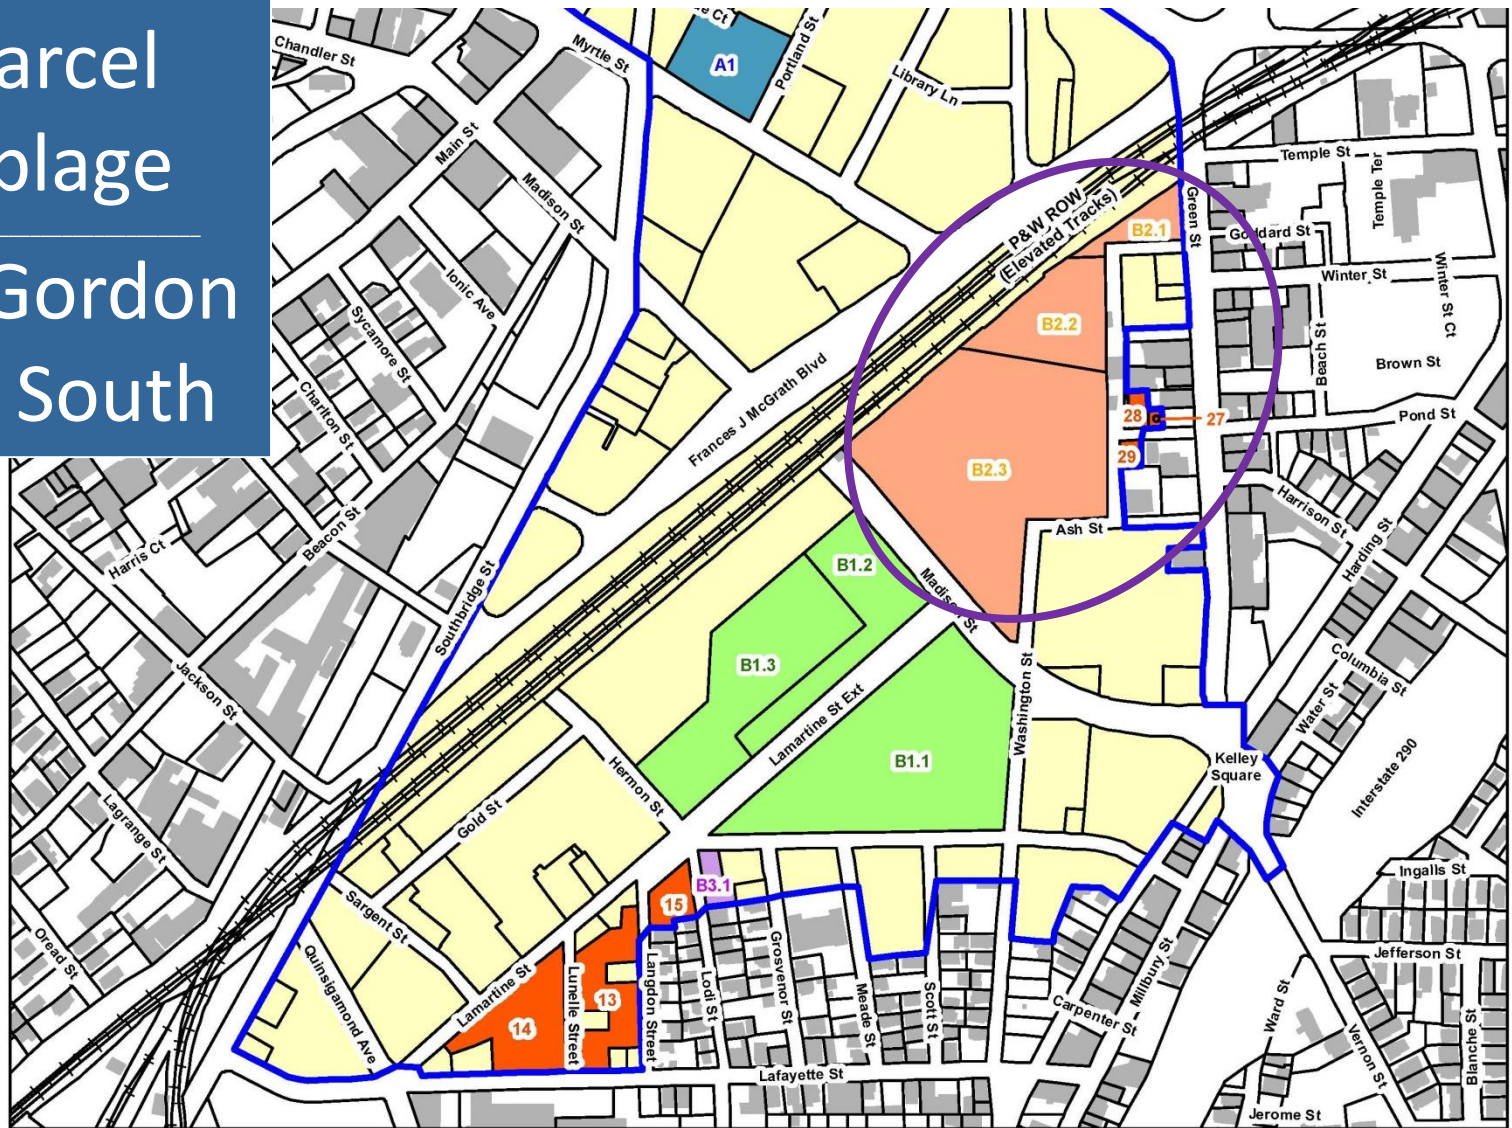 arcel
plage
Gordon
South
Chandler St
Myrtle St
e Ct
A1
Portland St
Library Ln
Main St
Madison St
Ionic Ave
Sycamore St
Charlton St
Beacon St
Harris Ct
Jackson St
Lagrange St
Oread St
Southbridge St
Frances J McGrath Blvd
P&W ROW
(Elevated Tracks)
Green St
Temple St
Temple Ter
Goddard St
Winter St
Winter St Ct
Beach St
Brown St
Pond St
B2.1
B2.2
B2.3
28
27
29
Ash St
Harrison St
Harding St
Columbia St
Water St
Interstate 290
Kelley
Square
Madison St
Washington St
B1.2
B1.3
B1.1
Lamartine St Ext
Hermon St
Gold St
Sargent St
Quinsigamond Ave
Lamartine St
Lunelle Street
Langdon Street
15
B3.1
13
14
Lodi St
Grosvenor St
Meade St
Scott St
Carpenter St
Millbury St
Ward St
Vernon St
Ingalls St
Jefferson St
Blanche St
Lafayette St
Jerome St